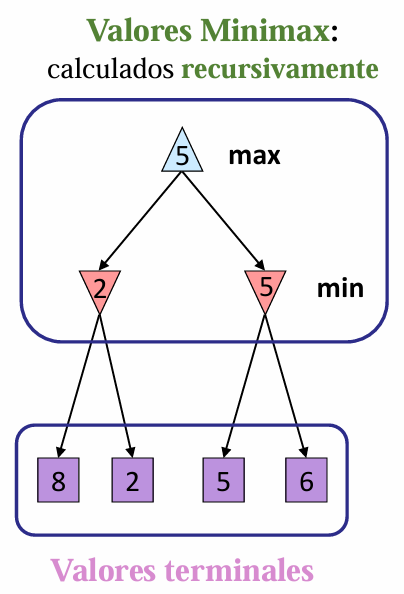 Valores Minimax:
calculados recursivamente
5 max
2 5 min
8 2 5 6
Valores terminales